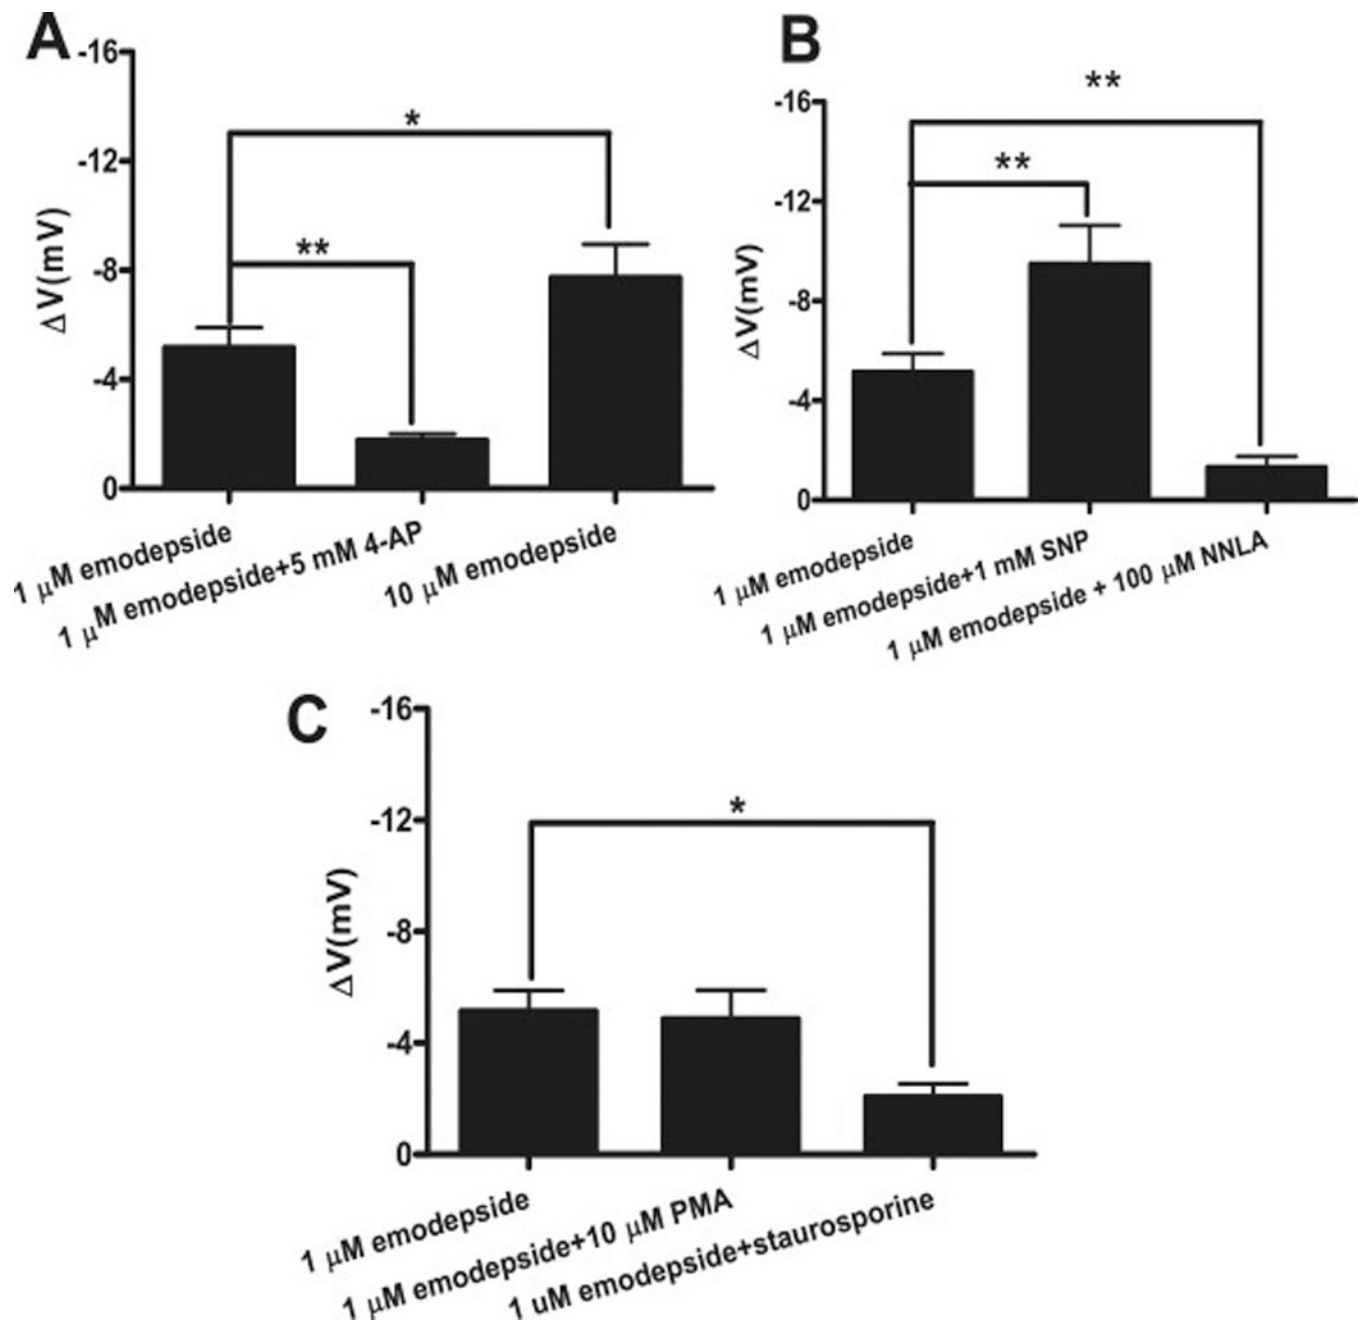 A
-16
-12
-8
-4
0
ΔV(mV)
*
**
1 μM emodepside
1 μM emodepside+5 mM 4-AP
10 μM emodepside
B
-16
-12
-8
-4
0
ΔV(mV)
**
**
1 μM emodepside
1 μM emodepside+1 mM SNP
1 μM emodepside + 100 μM NNLA
C
-16
-12
-8
-4
0
ΔV(mV)
*
1 μM emodepside
1 μM emodepside+10 μM PMA
1 uM emodepside+staurosporine